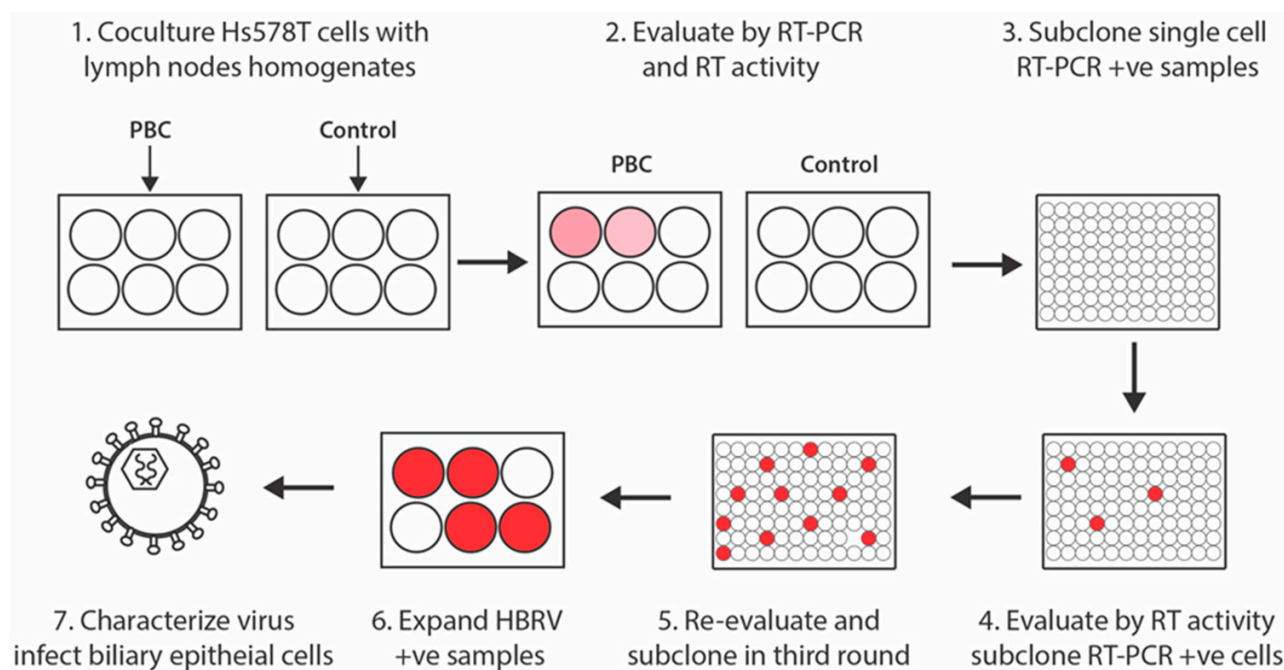 1. Coculture Hs578T cells with
lymph nodes homogenates
2. Evaluate by RT-PCR
and RT activity
3. Subclone single cell
RT-PCR +ve samples
PBC
Control
PBC
Control
7. Characterize virus
infect biliary epitheial cells
6. Expand HBRV
+ve samples
5. Re-evaluate and
subclone in third round
4. Evaluate by RT activity
subclone RT-PCR +ve cells